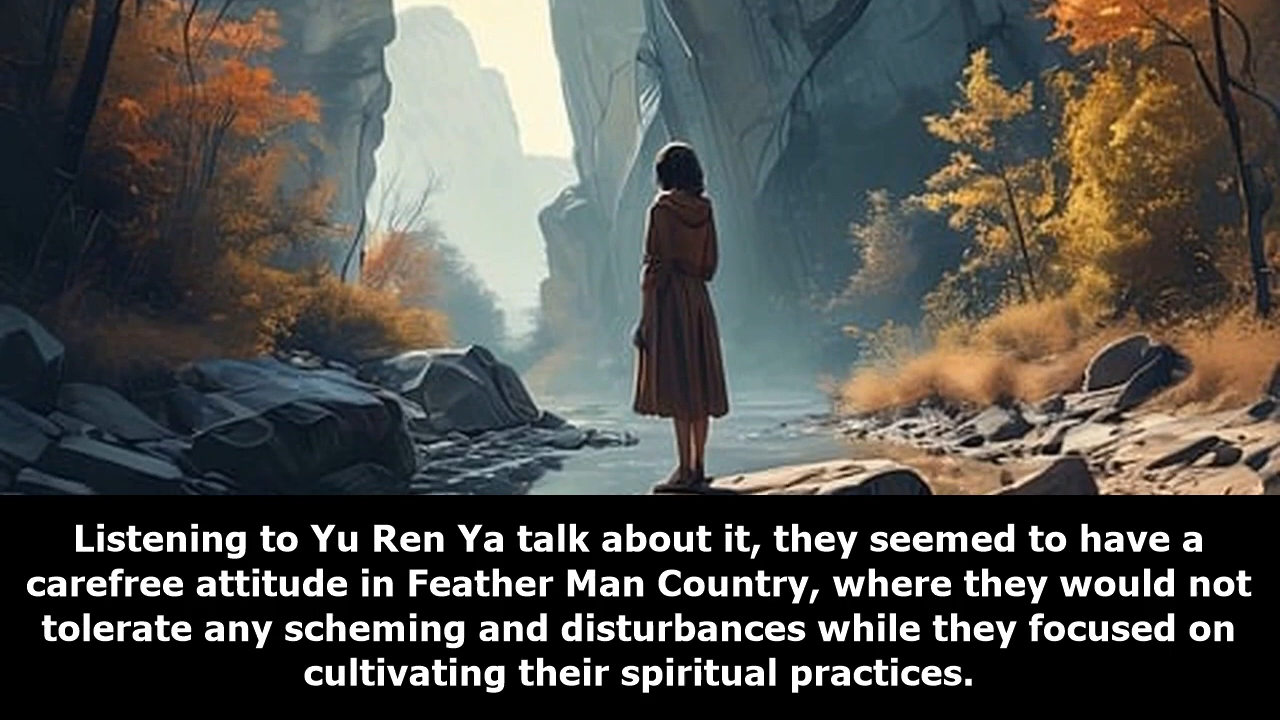 Listening to Yu Ren Ya talk about it, they seemed to have a
carefree attitude in Feather Man Country, where they would not
tolerate any scheming and disturbances while they focused on
cultivating their spiritual practices.